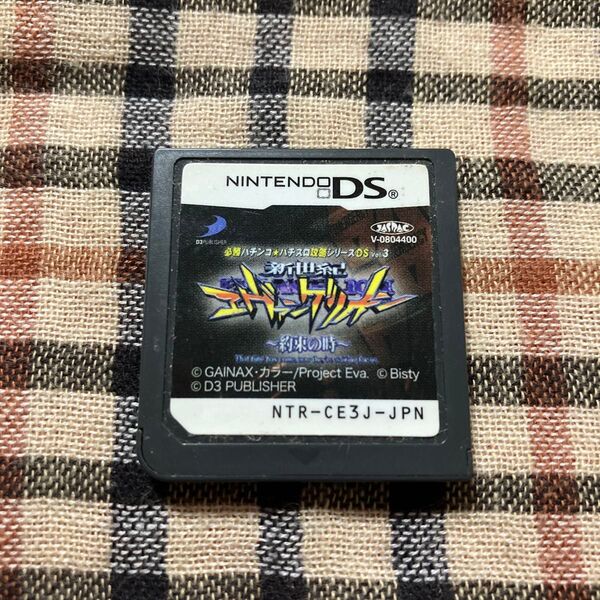 NINTENDO DS®
D3 PUBLISHER
V-0804400
必勝パチンコ★パチスロ攻略シリーズDS Vol.3
新世紀
エヴァンゲリオン
～約束の時～
© GAINAX・カラー/Project Eva. © Bisty
© D3 PUBLISHER
NTR-CE3J-JPN